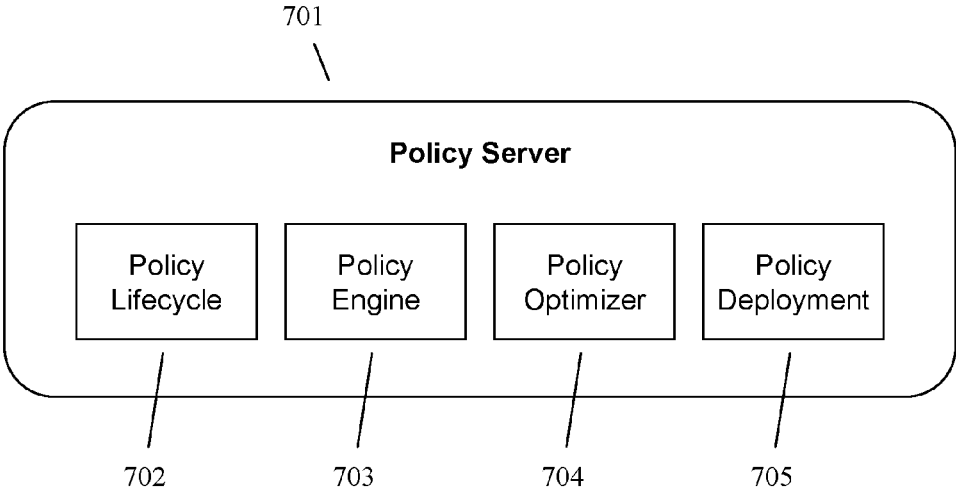 701
Policy Server
Policy
Lifecycle
Policy
Engine
Policy
Optimizer
Policy
Deployment
702
703
704
705